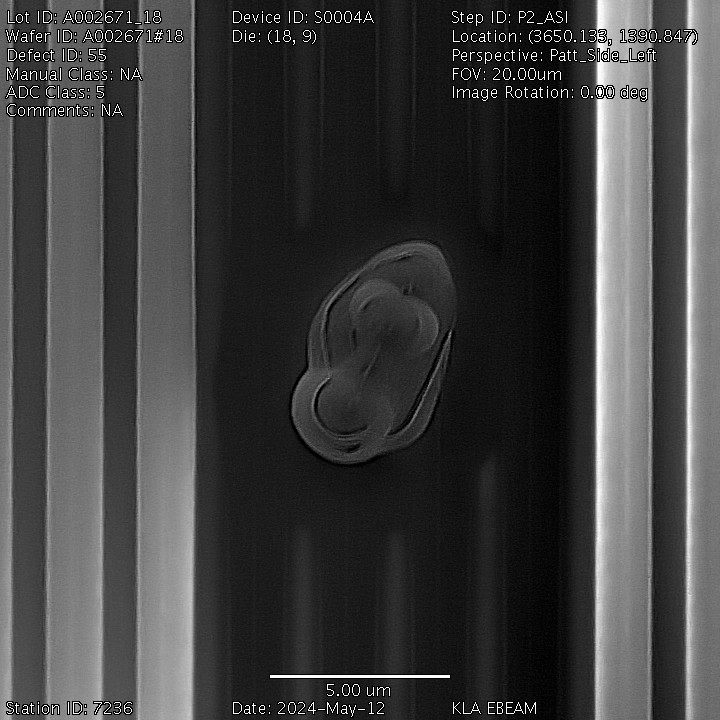 Lot ID: A002671_18
Wafer ID: A002671#18
Defect ID: 55
Manual Class: NA
ADC Class: 5
Comments: NA
Device ID: S0004A
Die: (18, 9)
Step ID: P2_ASI
Location: (3650.133, 1390.847)
Perspective: Patt_Side_Left
FOV: 20.00um
Image Rotation: 0.00 deg
5.00 um
Station ID: 7236
Date: 2024-May-12
KLA EBEAM